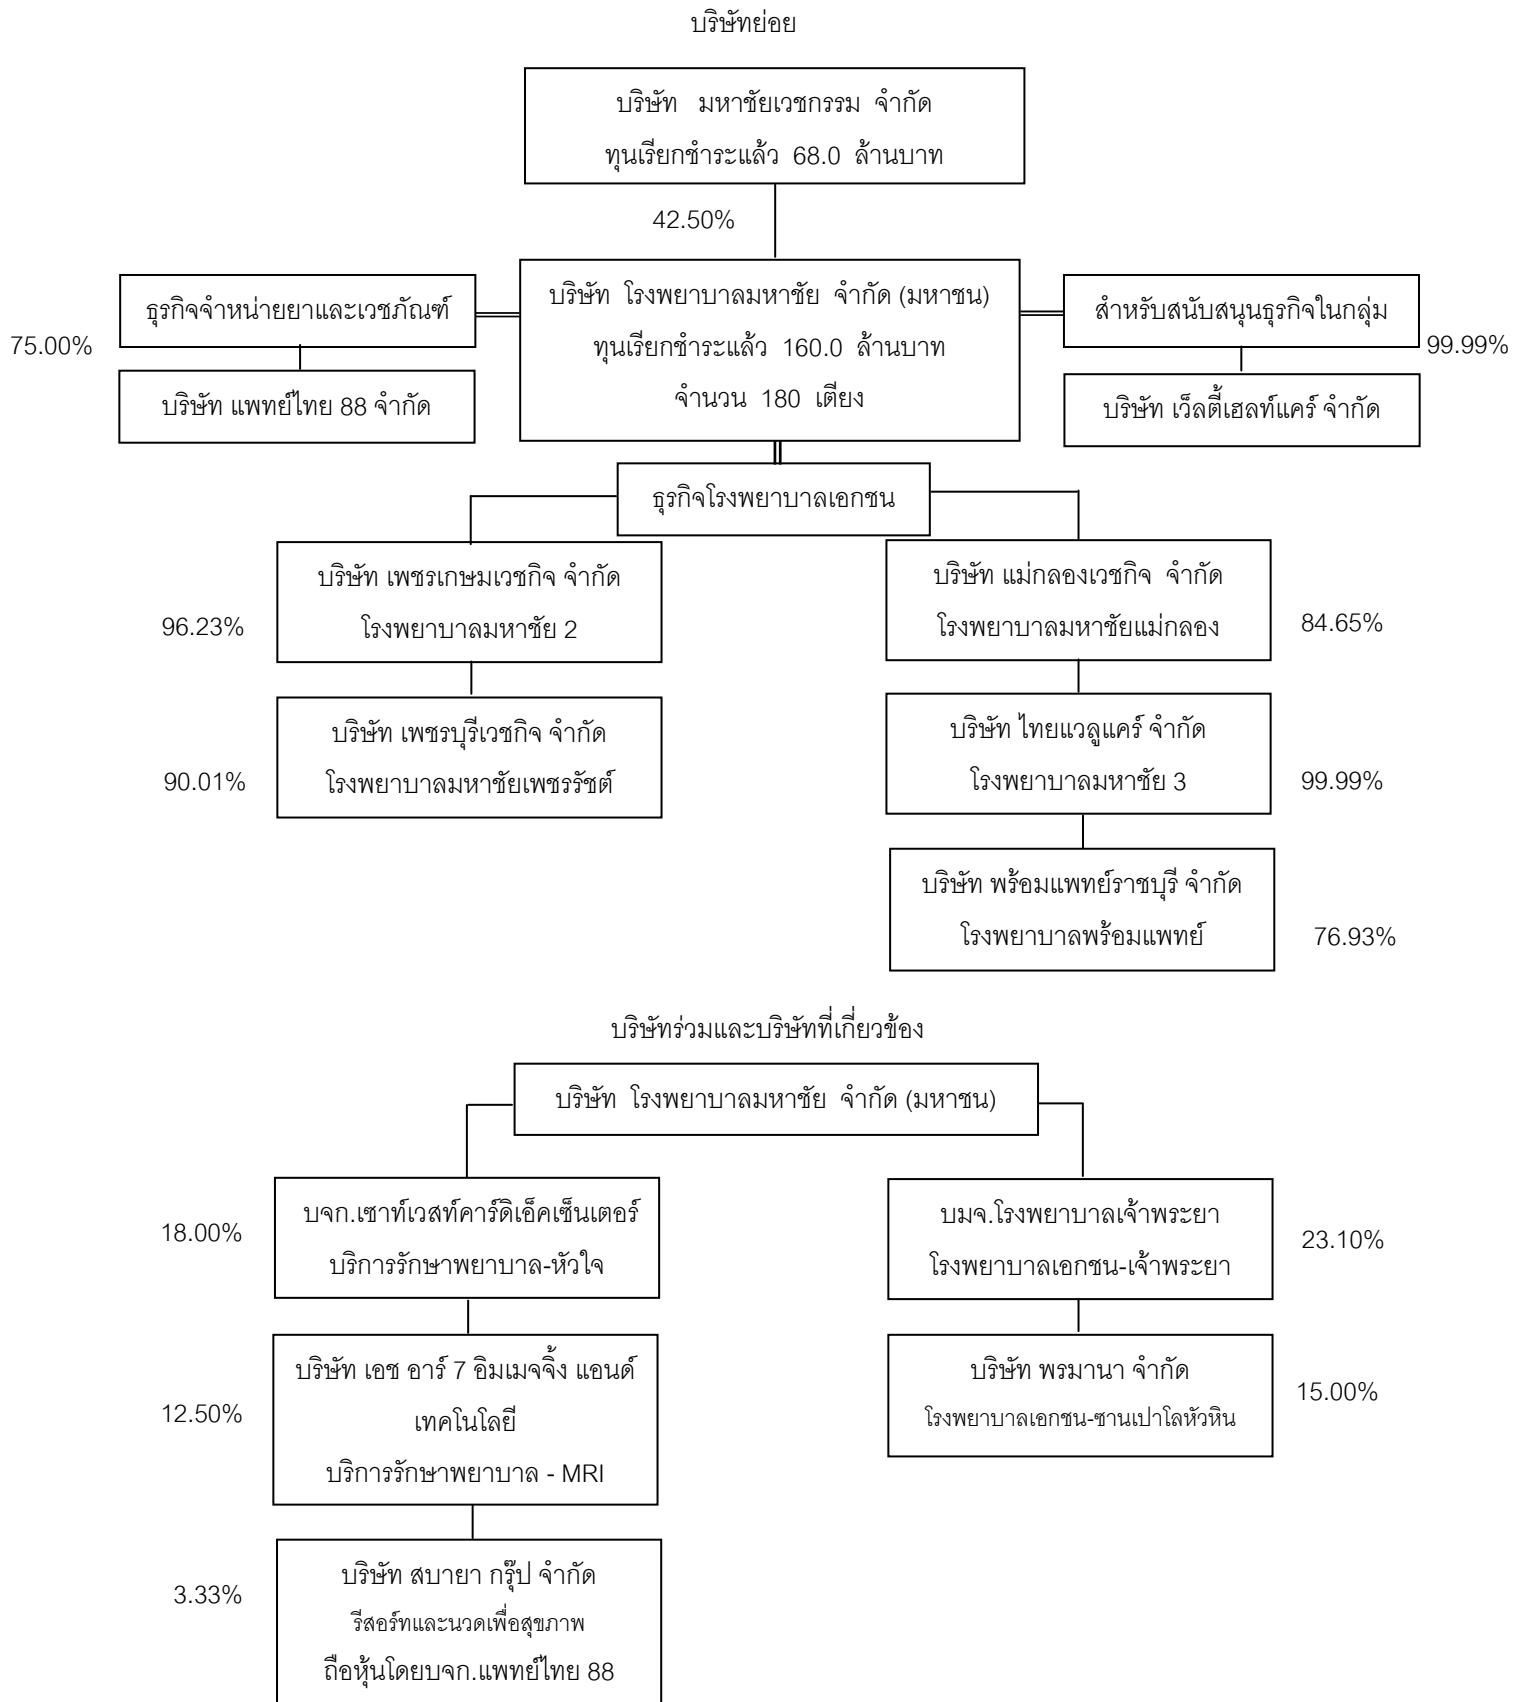 บริษัทย่อย
บริษัท มหาชัยเวชกรรม จำกัด
ทุนเรียกชำระแล้ว 68.0 ล้านบาท
42.50%
ธุรกิจจำหน่ายยาและเวชภัณฑ์
75.00%
บริษัท แพทย์ไทย 88 จำกัด
บริษัท โรงพยาบาลมหาชัย จำกัด (มหาชน)
ทุนเรียกชำระแล้ว 160.0 ล้านบาท
จำนวน 180 เตียง
สำหรับสนับสนุนธุรกิจในกลุ่ม
99.99%
บริษัท เว็ลตี้เฮลท์แคร์ จำกัด
ธุรกิจโรงพยาบาลเอกชน
บริษัท เพชรเกษมเวชกิจ จำกัด
โรงพยาบาลมหาชัย 2
96.23%
บริษัท แม่กลองเวชกิจ จำกัด
โรงพยาบาลมหาชัยแม่กลอง
84.65%
บริษัท เพชรบุรีเวชกิจ จำกัด
โรงพยาบาลมหาชัยเพชรรัชต์
90.01%
บริษัท ไทยแวลูแคร์ จำกัด
โรงพยาบาลมหาชัย 3
99.99%
บริษัท พร้อมแพทย์ราชบุรี จำกัด
โรงพยาบาลพร้อมแพทย์
76.93%
บริษัทร่วมและบริษัทที่เกี่ยวข้อง
บริษัท โรงพยาบาลมหาชัย จำกัด (มหาชน)
บจก.เซาท์เวสท์คาร์ดิเอ็คเซ็นเตอร์
บริการรักษาพยาบาล-หัวใจ
18.00%
บมจ.โรงพยาบาลเจ้าพระยา
โรงพยาบาลเอกชน-เจ้าพระยา
23.10%
บริษัท เอช อาร์ 7 อิมเมจจิ้ง แอนด์
เทคโนโลยี
บริการรักษาพยาบาล - MRI
12.50%
บริษัท พรมานา จำกัด
โรงพยาบาลเอกชน-ซานเปาโลหัวหิน
15.00%
บริษัท สบายา กรุ๊ป จำกัด
รีสอร์ทและนวดเพื่อสุขภาพ
ถือหุ้นโดยบจก.แพทย์ไทย 88
3.33%